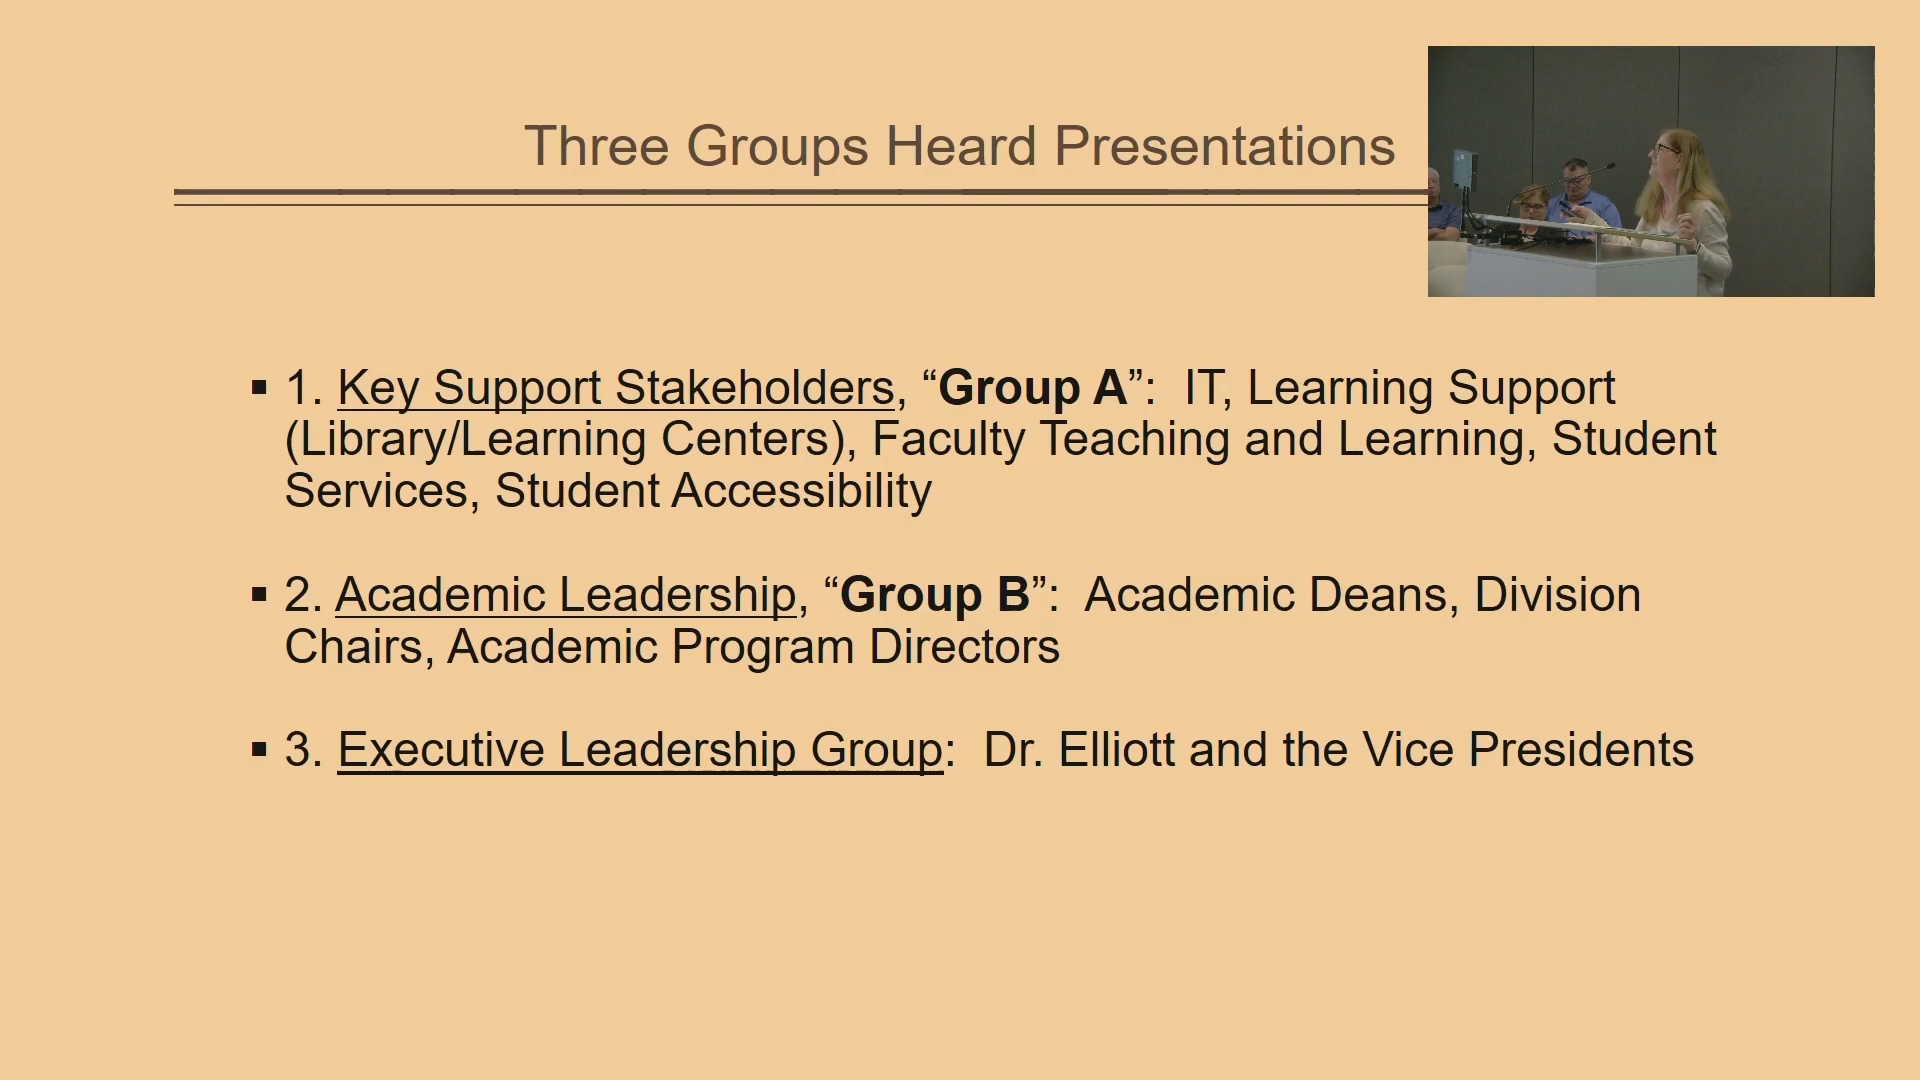 Three Groups Heard Presentations
▪ 1. Key Support Stakeholders, “Group A”:  IT, Learning Support
(Library/Learning Centers), Faculty Teaching and Learning, Student
Services, Student Accessibility
▪ 2. Academic Leadership, “Group B”:  Academic Deans, Division
Chairs, Academic Program Directors
▪ 3. Executive Leadership Group:  Dr. Elliott and the Vice Presidents